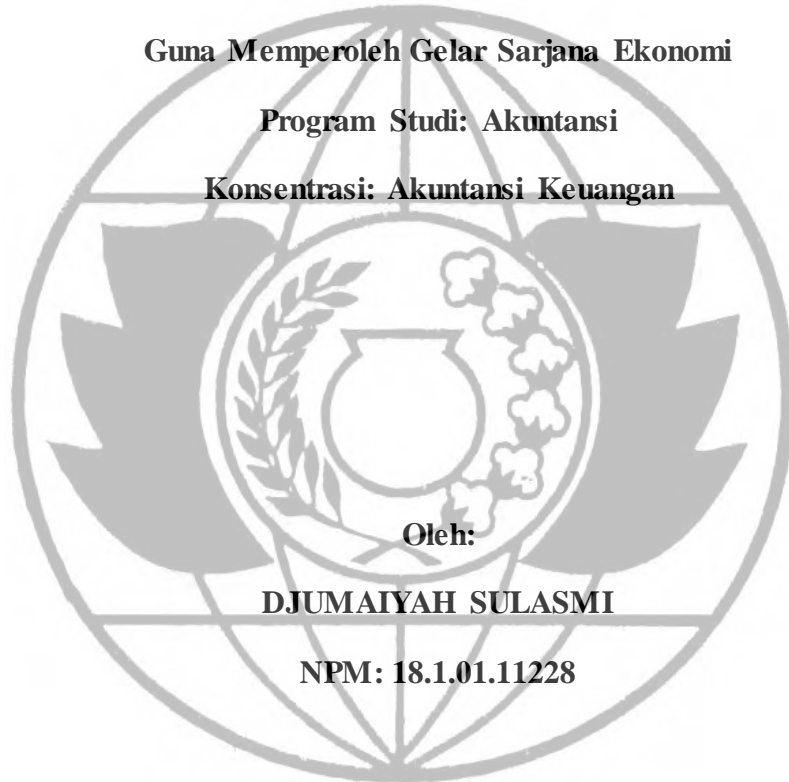 Guna Memperoleh Gelar Sarjana Ekonomi
Program Studi: Akuntansi
Konsentrasi: Akuntansi Keuangan
Oleh:
DJUMAIYAH SULASMI
NPM: 18.1.01.11228